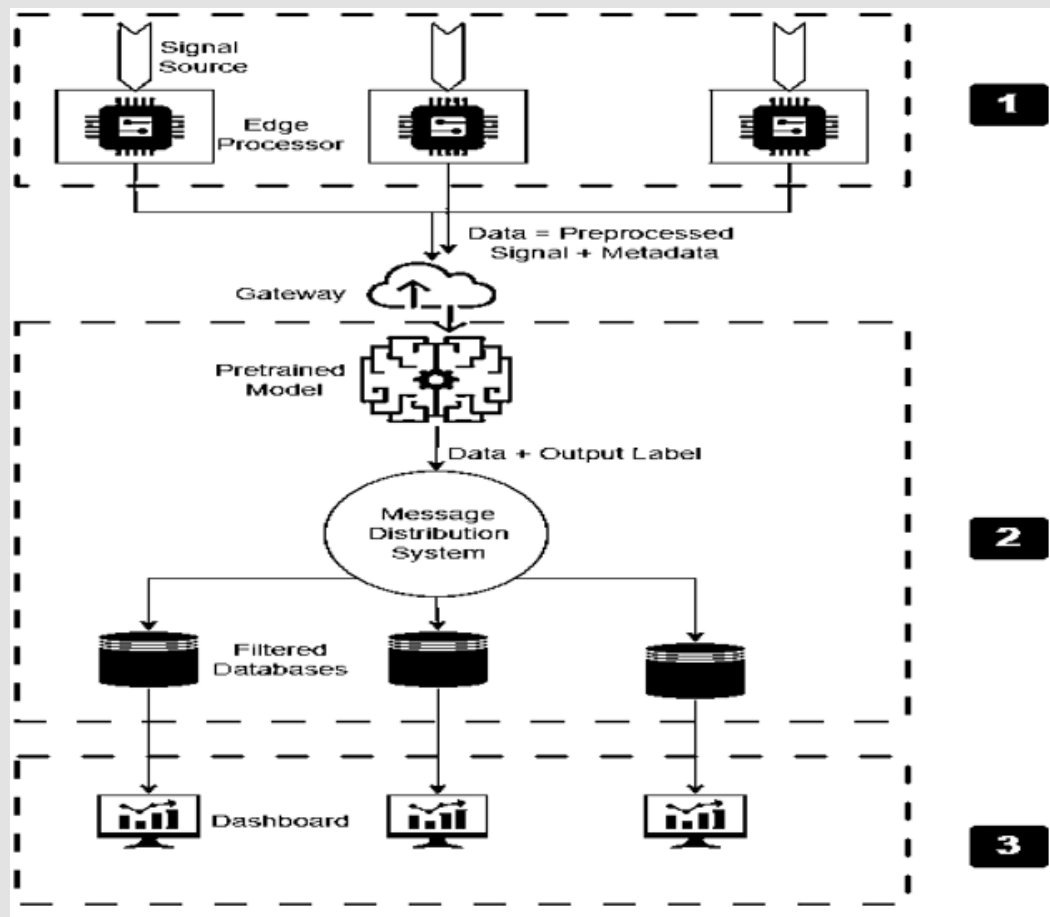 Signal
Source
Edge
Processor
1
Data = Preprocessed
Signal + Metadata
Gateway
Pretrained
Model
Data + Output Label
Message
Distribution
System
2
Filtered
Databases
Dashboard
3